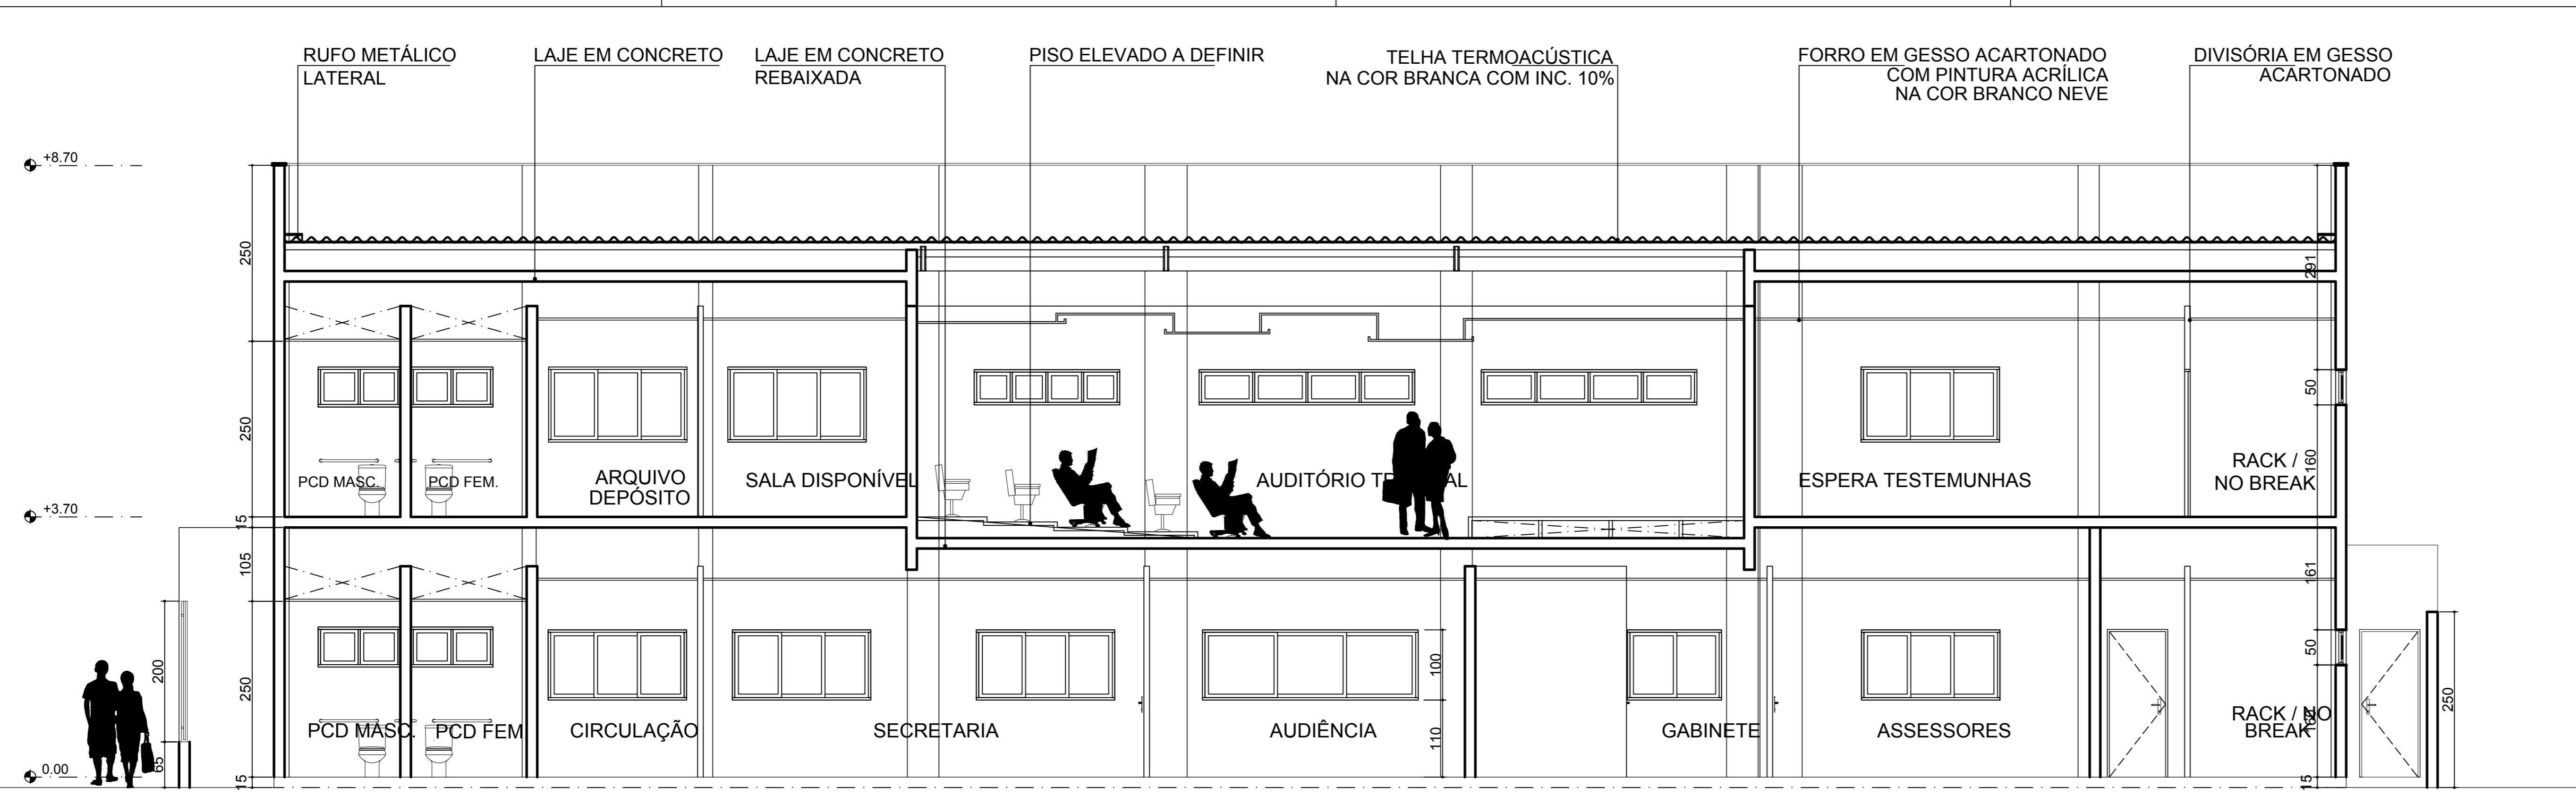 RUFO METÁLICO
LATERAL
LAJE EM CONCRETO
LAJE EM CONCRETO
REBAIXADA
PISO ELEVADO A DEFINIR
TELHA TERMOACÚSTICA
NA COR BRANCA COM INC. 10%
FORRO EM GESSO ACARTONADO
COM PINTURA ACRÍLICA
NA COR BRANCO NEVE
DIVISÓRIA EM GESSO
ACARTONADO
+8.70
250
291
250
50
160
PCD MASC.
PCD FEM.
ARQUIVO
DEPÓSITO
SALA DISPONÍVEL
AUDITÓRIO
ESPERA TESTEMUNHAS
RACK /
NO BREAK
+3.70
15
105
161
200
250
100
50
250
PCD MASC.
PCD FEM
CIRCULAÇÃO
SECRETARIA
AUDIÊNCIA
110
GABINETE
ASSESSORES
RACK / NO
BREAK
0.00
65
15
15